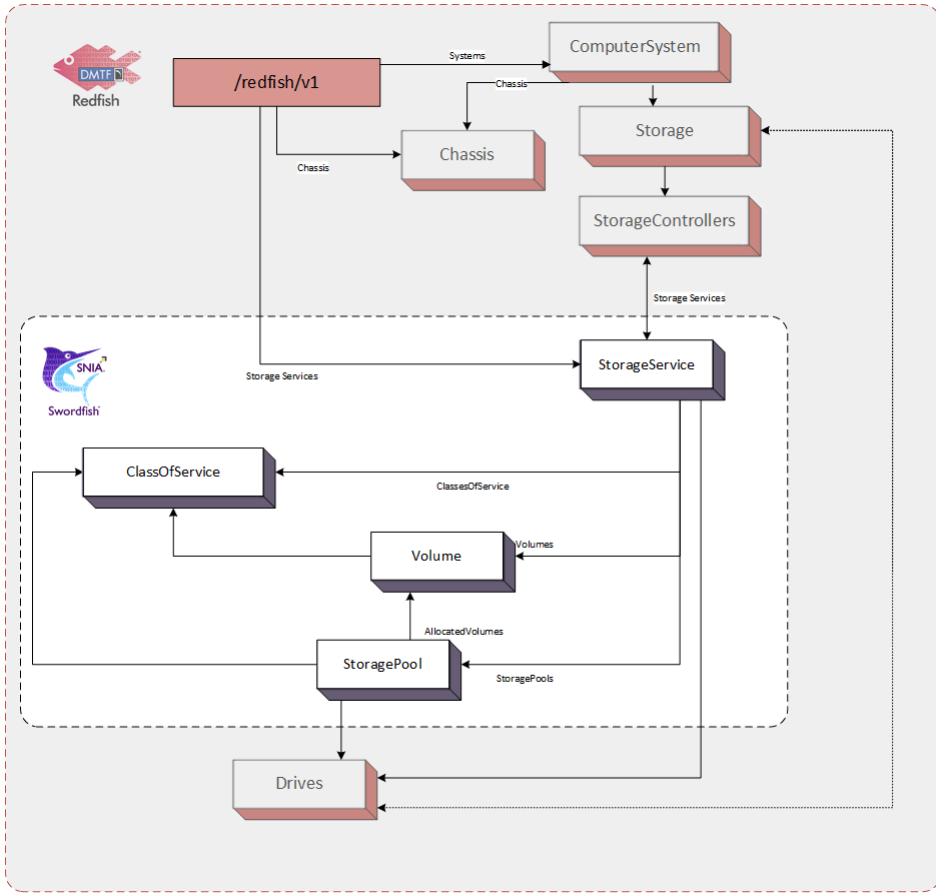 ComputerSystem
Systems
DMTF
Redfish
/redfish/v1
Chassis
Storage
Chassis
Chassis
StorageControllers
Storage Services
SNIA
Swordfish
StorageService
Storage Services
ClassOfService
ClassesOfService
Volumes
Volume
AllocatedVolumes
StoragePool
StoragePools
Drives